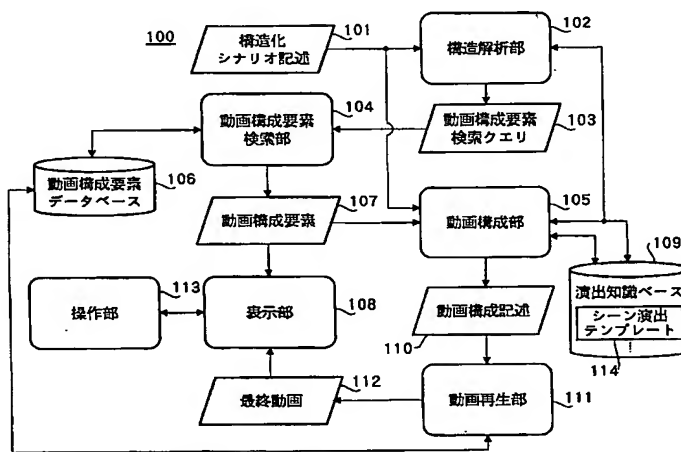 100
101
構造化
シナリオ記述
102
構造解析部
104
動画構成要素
検索部
動画構成要素
検索クエリ
103
動画構成要素
データベース
106
107
動画構成要素
105
動画構成部
109
演出知識ベース
シーン演出
テンプレート
114
113
操作部
表示部
108
動画構成記述
110
112
最終動画
動画再生部
111